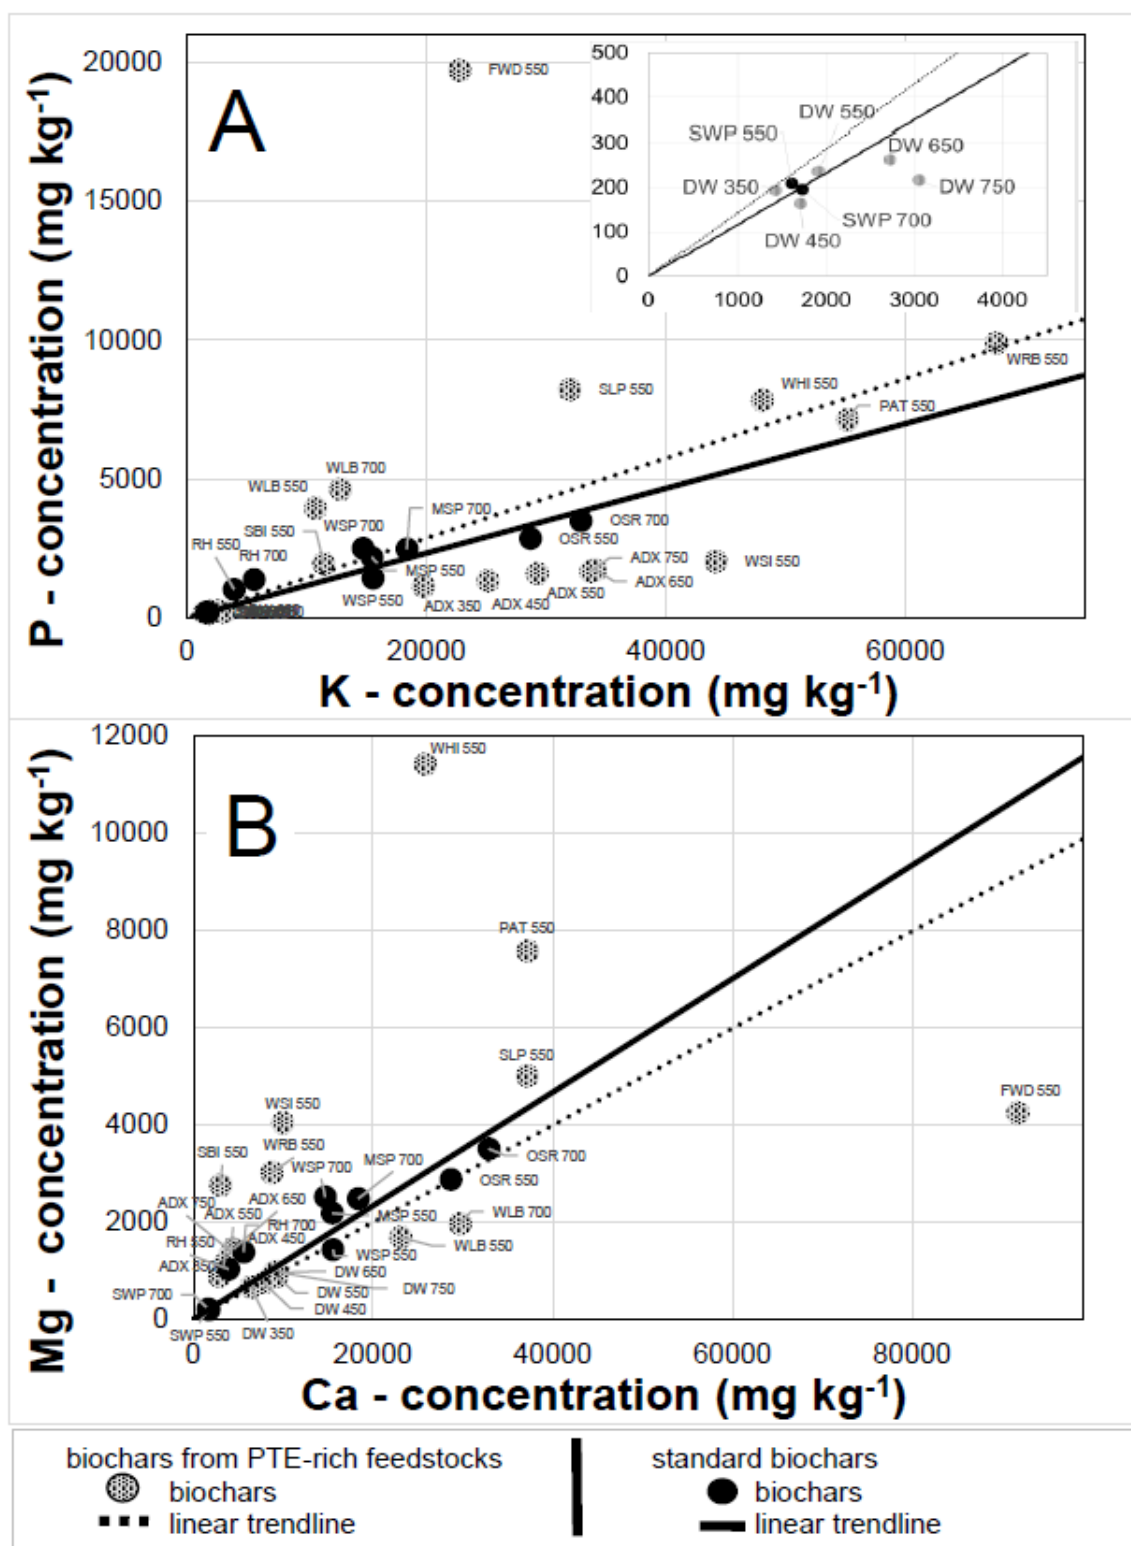 A
P - concentration (mg kg-1)
20000
15000
10000
5000
0
FWD 550
SLP 550
WHI 550
WRB 550
PAT 550
WLB 700
WLB 550
SBI 550
WSP 700
MSP 700
OSR 700
RH 550
RH 700
OSR 550
ADX 750
WSI 550
MSP 550
ADX 650
WSP 550
ADX 350
ADX 450
ADX 550
500
400
300
200
100
0
DW 550
SWP 550
DW 650
DW 350
DW 750
SWP 700
DW 450
0 1000 2000 3000 4000
0 20000 40000 60000
K - concentration (mg kg-1)
B
Mg - concentration (mg kg-1)
12000
10000
8000
6000
4000
2000
0
WHI 550
PAT 550
SLP 550
FWD 550
WSI 550
WRB 550
SBI 550
WSP 700
MSP 700
OSR 700
OSR 550
ADX 750
ADX 650
ADX 550
RH 700
MSP 550
WLB 700
RH 550
ADX 450
WSP 550
WLB 550
ADX 350
DW 650
DW 750
SWP 700
DW 550
DW 450
SWP 550
DW 350
0 20000 40000 60000 80000
Ca - concentration (mg kg-1)
biochars from PTE-rich feedstocks
biochars
linear trendline
standard biochars
biochars
linear trendline